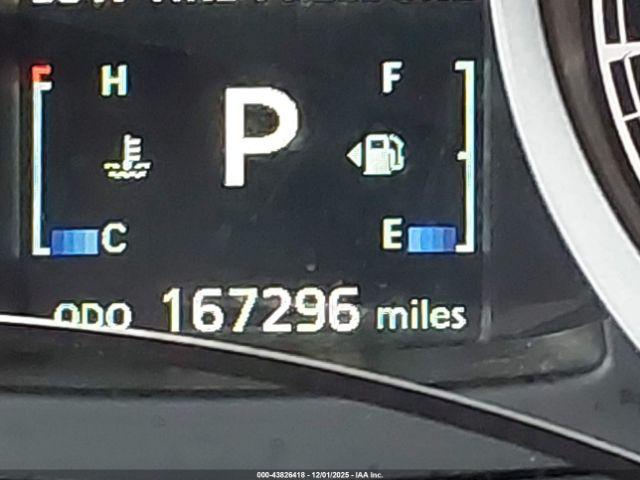 H F
P
C E
ODO 167296 miles
000-43826418 - 12/01/2025 - IAA Inc.